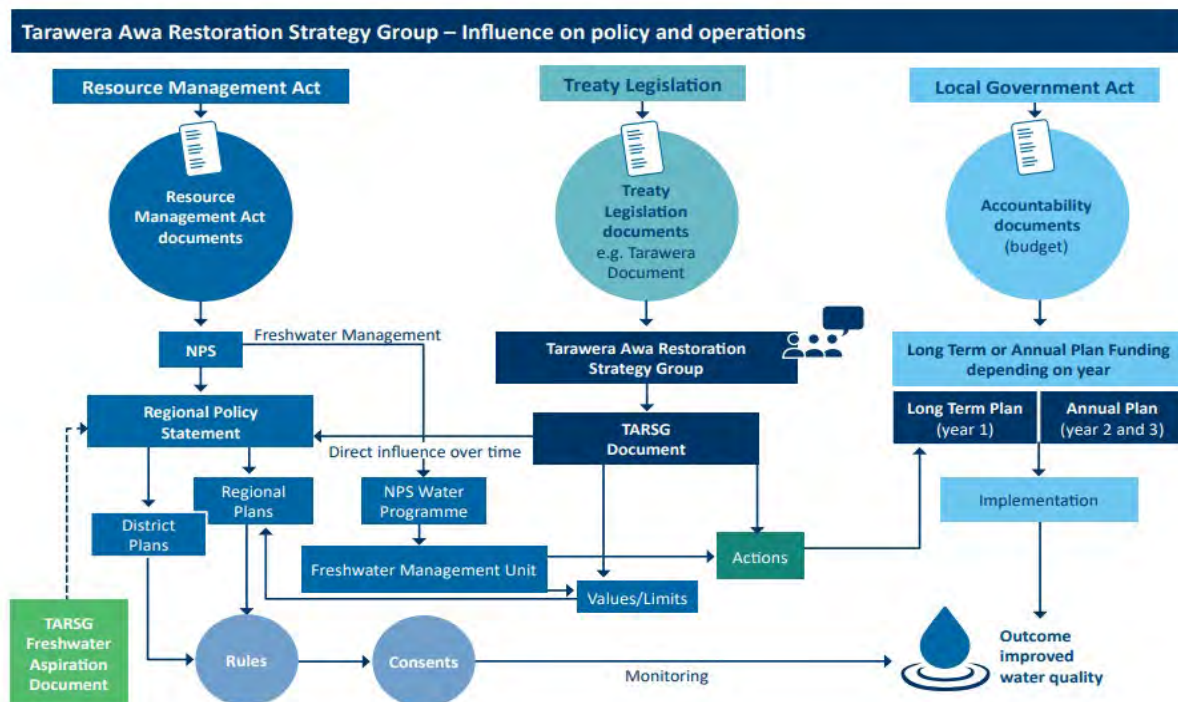 Tarawera Awa Restoration Strategy Group – Influence on policy and operations
Resource Management Act
Treaty Legislation
Local Government Act
Resource
Management Act
documents
Treaty
Legislation
documents
e.g. Tarawera
Document
Accountability
documents
(budget)
NPS
Freshwater Management
Tarawera Awa Restoration
Strategy Group
Long Term or Annual Plan Funding
depending on year
Regional Policy
Statement
Direct influence over time
TARSG
Document
Long Term Plan
(year 1)
Annual Plan
(year 2 and 3)
Regional
Plans
District
Plans
NPS Water
Programme
Implementation
Freshwater Management Unit
Actions
Values/Limits
TARSG
Freshwater
Aspiration
Document
Rules
Consents
Monitoring
Outcome
improved
water quality